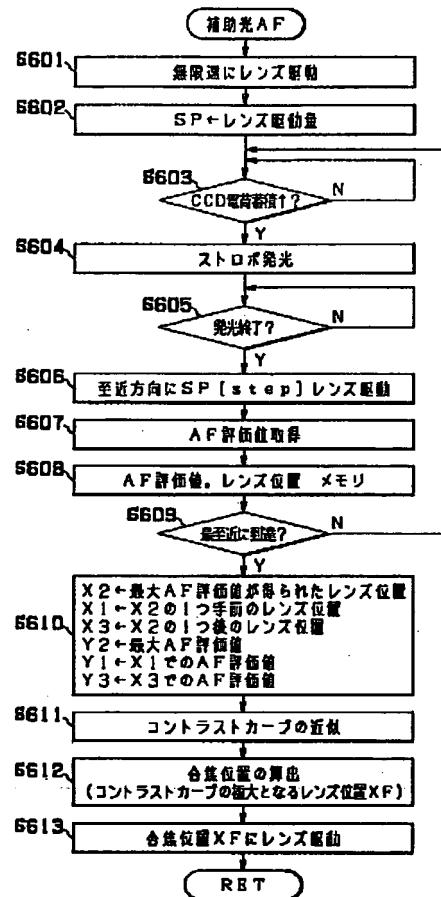 補助光AF
S601
無限遠にレンズ駆動
S602
SP←レンズ駆動量
S603
CCD電荷蓄積†?
N
Y
S604
ストロボ発光
S605
発光終了?
N
Y
S606
至近方向にSP[step]レンズ駆動
S607
AF評価値取得
S608
AF評価値。レンズ位置 メモリ
S609
最至近に到達?
N
Y
S610
X2←最大AF評価値が得られたレンズ位置
X1←X2の1つ手前のレンズ位置
X3←X2の1つ後のレンズ位置
Y2←最大AF評価値
Y1←X1でのAF評価値
Y3←X3でのAF評価値
S611
コントラストカーブの近似
S612
合焦位置の算出
(コントラストカーブの極大となるレンズ位置XF)
S613
合焦位置XFにレンズ駆動
RET